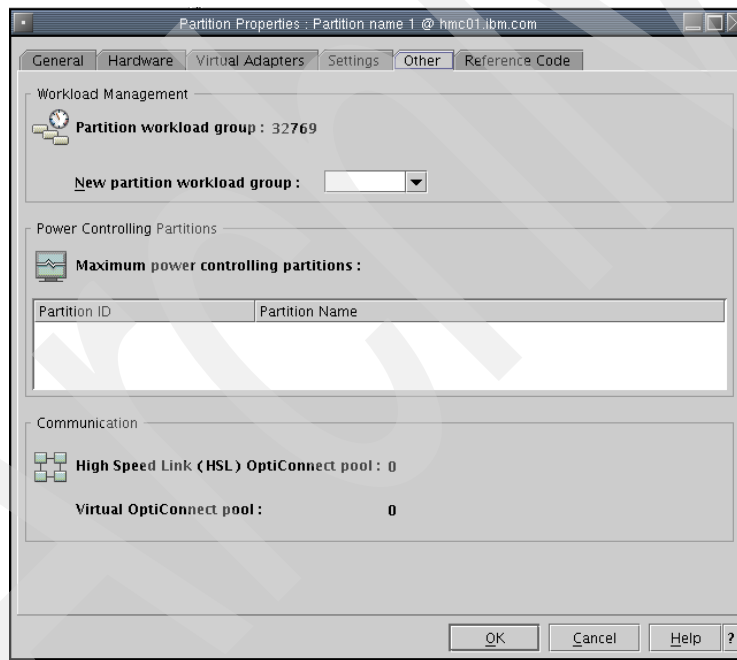 Partition Properties : Partition name 1 @ hmc01.ibm.com
General Hardware Virtual Adapters Settings Other Reference Code
Workload Management
Partition workload group : 32769
New partition workload group :
Power Controlling Partitions
Maximum power controlling partitions :
Partition ID Partition Name
Communication
High Speed Link (HSL) OptiConnect pool : 0
Virtual OptiConnect pool : 0
OK Cancel Help ?